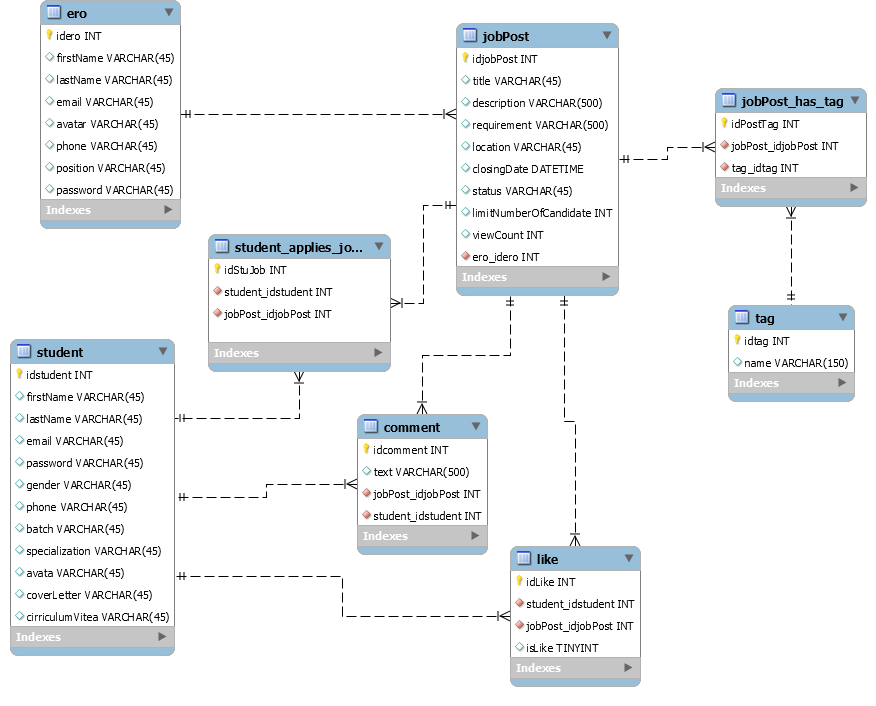 ero
idero INT
firstName VARCHAR(45)
lastName VARCHAR(45)
email VARCHAR(45)
avatar VARCHAR(45)
phone VARCHAR(45)
position VARCHAR(45)
password VARCHAR(45)
Indexes
jobPost
idjobPost INT
title VARCHAR(45)
description VARCHAR(500)
requirement VARCHAR(500)
location VARCHAR(45)
closingDate DATETIME
status VARCHAR(45)
limitNumberOfCandidate INT
viewCount INT
ero_idero INT
Indexes
jobPost_has_tag
idPostTag INT
jobPost_idjobPost INT
tag_idtag INT
Indexes
student_applies_jo...
idStuJob INT
student_idstudent INT
jobPost_idjobPost INT
Indexes
tag
idtag INT
name VARCHAR(150)
Indexes
student
idstudent INT
firstName VARCHAR(45)
lastName VARCHAR(45)
email VARCHAR(45)
password VARCHAR(45)
gender VARCHAR(45)
phone VARCHAR(45)
batch VARCHAR(45)
specialization VARCHAR(45)
avata VARCHAR(45)
coverLetter VARCHAR(45)
cirriculumVitea VARCHAR(45)
Indexes
comment
idcomment INT
text VARCHAR(500)
jobPost_idjobPost INT
student_idstudent INT
Indexes
like
idLike INT
student_idstudent INT
jobPost_idjobPost INT
isLike TINYINT
Indexes